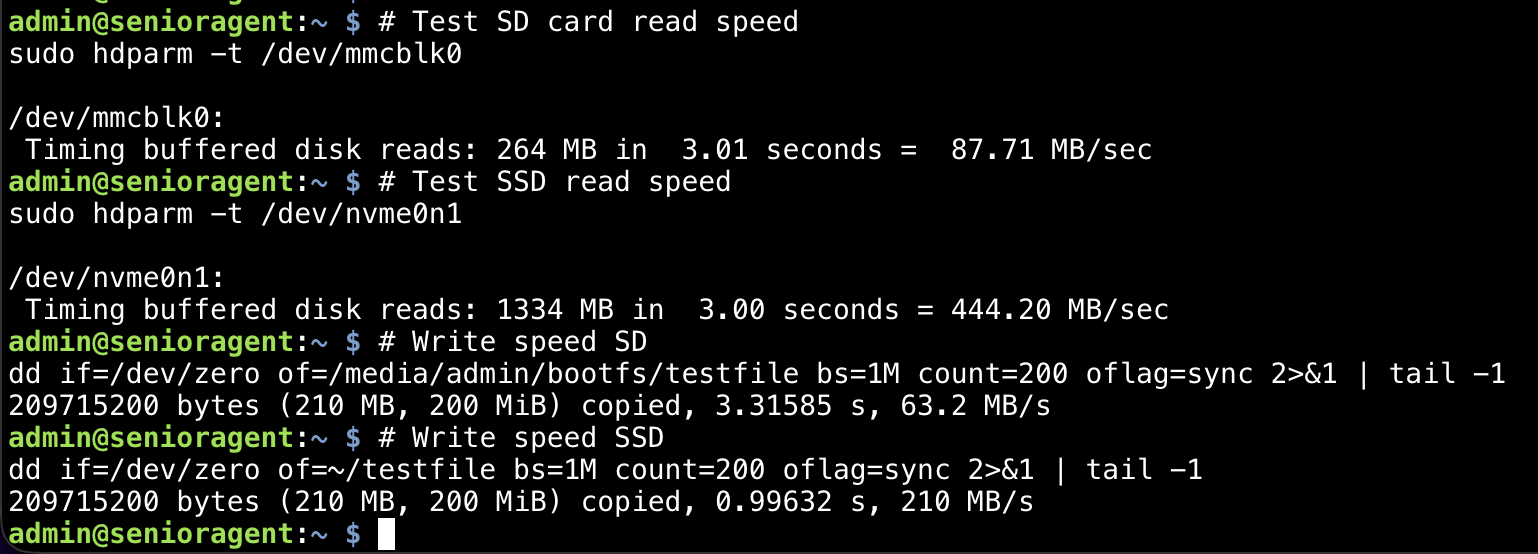 admin@senioragent:~ $ # Test SD card read speed
sudo hdparm -t /dev/mmcblk0
/dev/mmcblk0:
 Timing buffered disk reads: 264 MB in  3.01 seconds =  87.71 MB/sec
admin@senioragent:~ $ # Test SSD read speed
sudo hdparm -t /dev/nvme0n1
/dev/nvme0n1:
 Timing buffered disk reads: 1334 MB in  3.00 seconds = 444.20 MB/sec
admin@senioragent:~ $ # Write speed SD
dd if=/dev/zero of=/media/admin/bootfs/testfile bs=1M count=200 oflag=sync 2>&1 | tail -1
209715200 bytes (210 MB, 200 MiB) copied, 3.31585 s, 63.2 MB/s
admin@senioragent:~ $ # Write speed SSD
dd if=/dev/zero of=~/testfile bs=1M count=200 oflag=sync 2>&1 | tail -1
209715200 bytes (210 MB, 200 MiB) copied, 0.99632 s, 210 MB/s
admin@senioragent:~ $